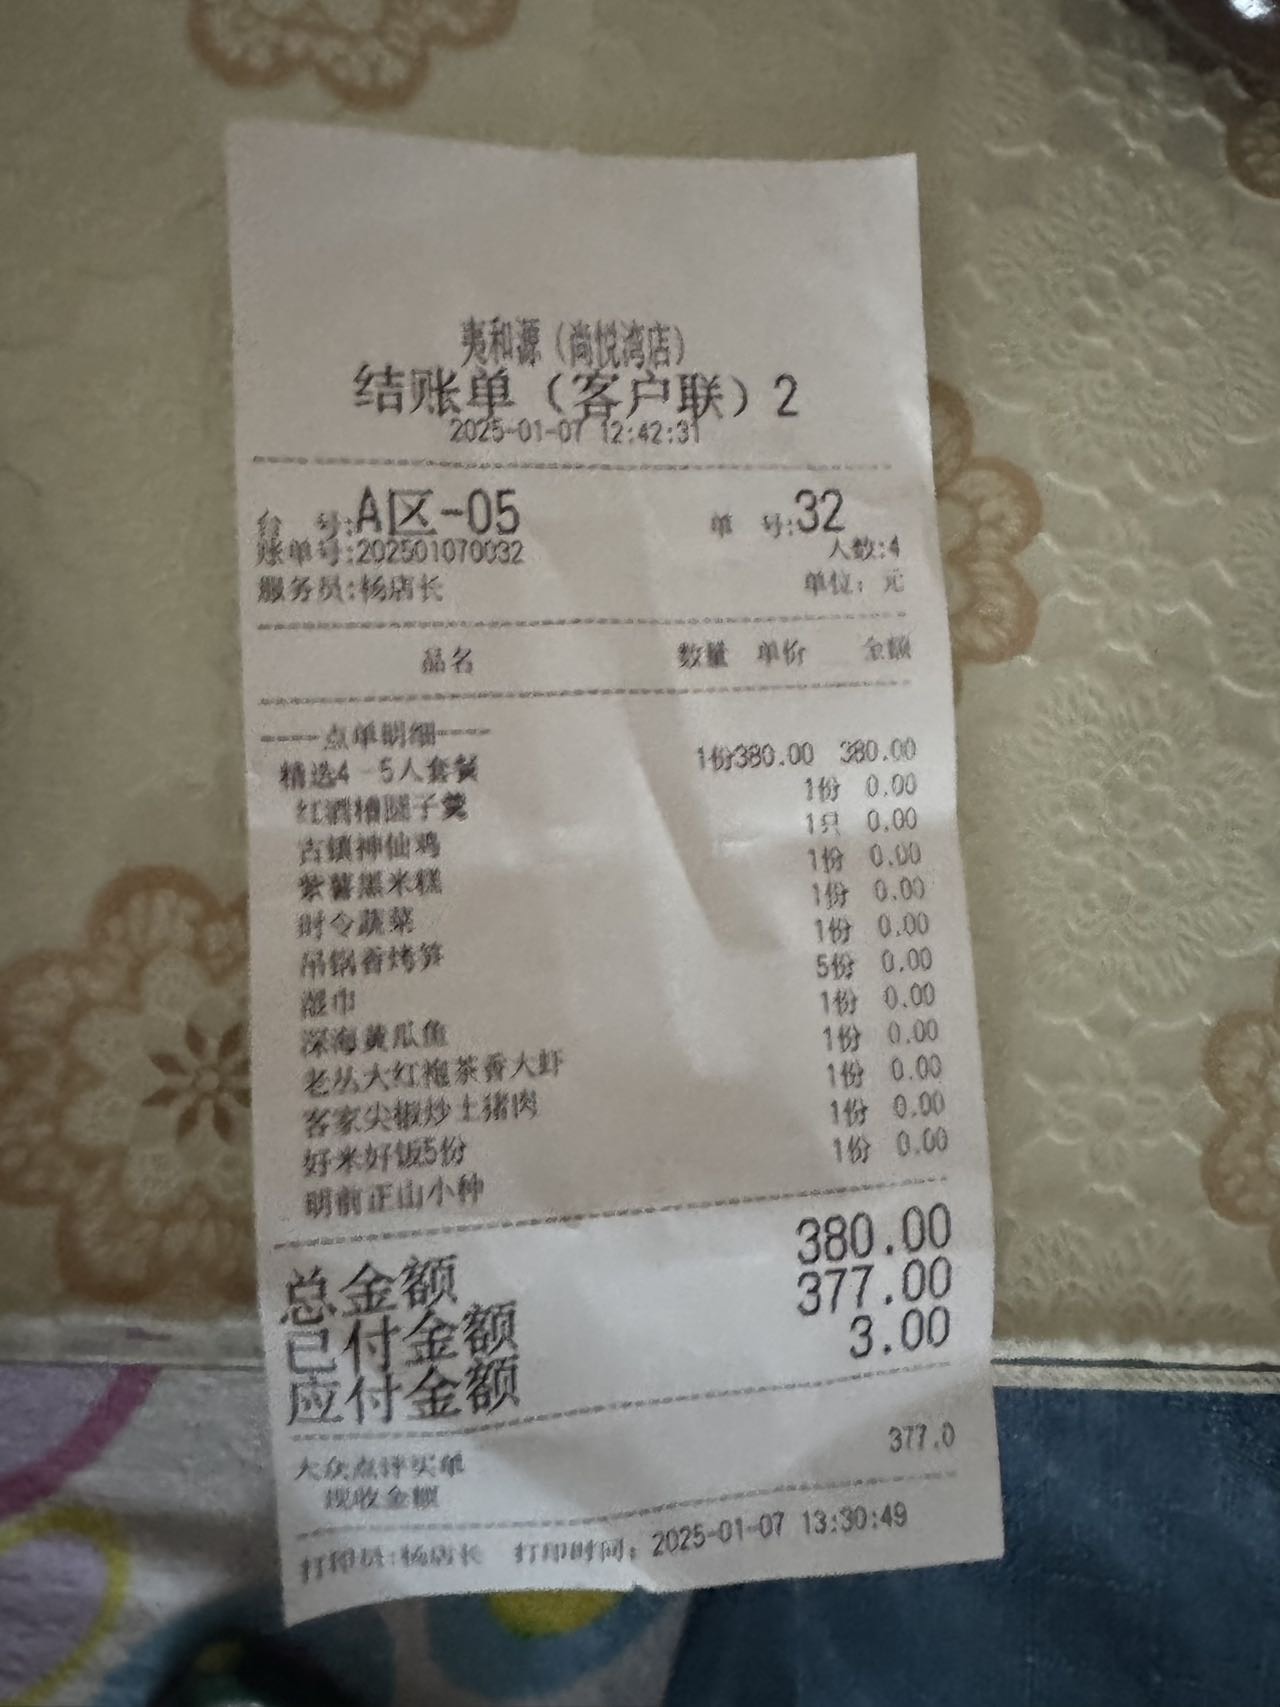 夷和源（尚悦湾店）
结账单（客户联）2
2025-01-07 12:42:31
台 号:A区-05 单 号:32
账单号:202501070032 人数:4
服务员:杨店长 单位：元
品名 数量 单价 金额
----点单明细----
精选4-5人套餐 1份380.00 380.00
红酒糟圆子羹 1份 0.00
古镇神仙鸡 1只 0.00
紫薯黑米糕 1份 0.00
时令蔬菜 1份 0.00
吊锅香烤笋 1份 0.00
湿巾 5份 0.00
深海黄瓜鱼 1份 0.00
老丛大红袍茶香大虾 1份 0.00
客家尖椒炒土猪肉 1份 0.00
好米好饭5份 1份 0.00
明前正山小种 1份 0.00
总金额 380.00
已付金额 377.00
应付金额 3.00
大众点评买单 377.0
现收金额
打印员:杨店长 打印时间：2025-01-07 13:30:49